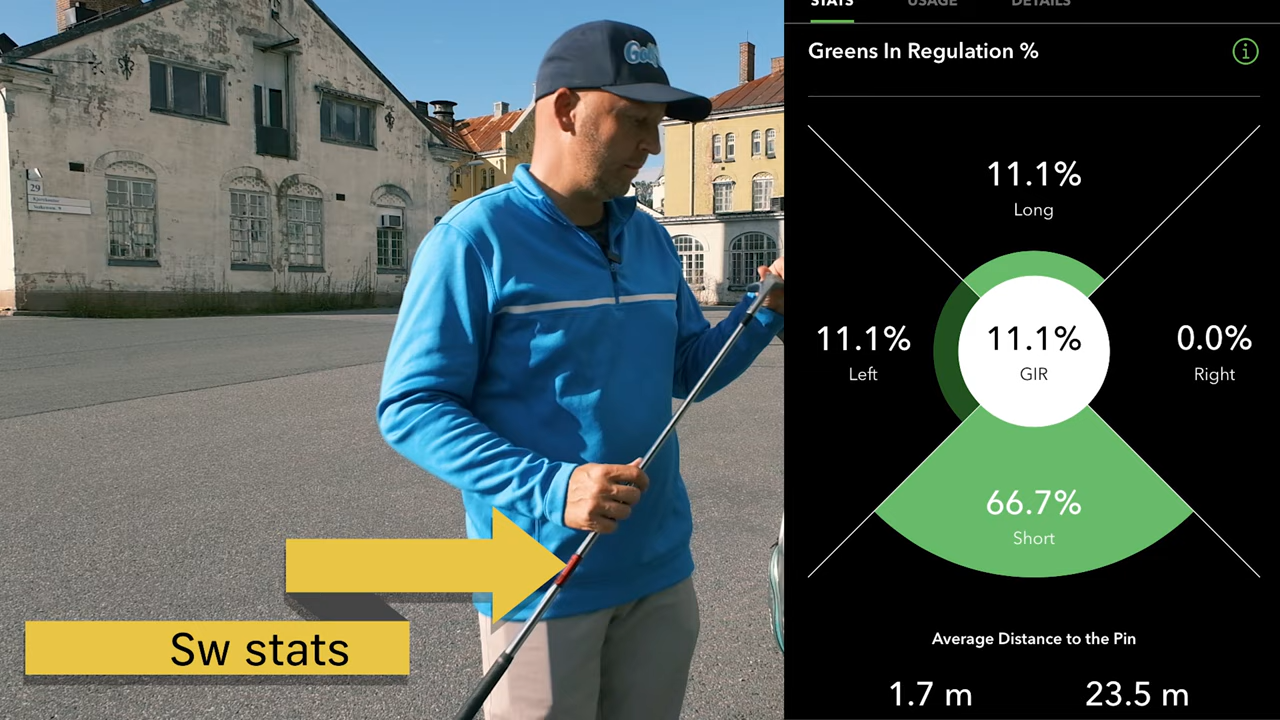 STATS USAGE DETAILS
Greens In Regulation %
11.1%
Long
11.1%
Left
11.1%
GIR
0.0%
Right
66.7%
Short
Average Distance to the Pin
1.7 m 23.5 m
29
Sw stats